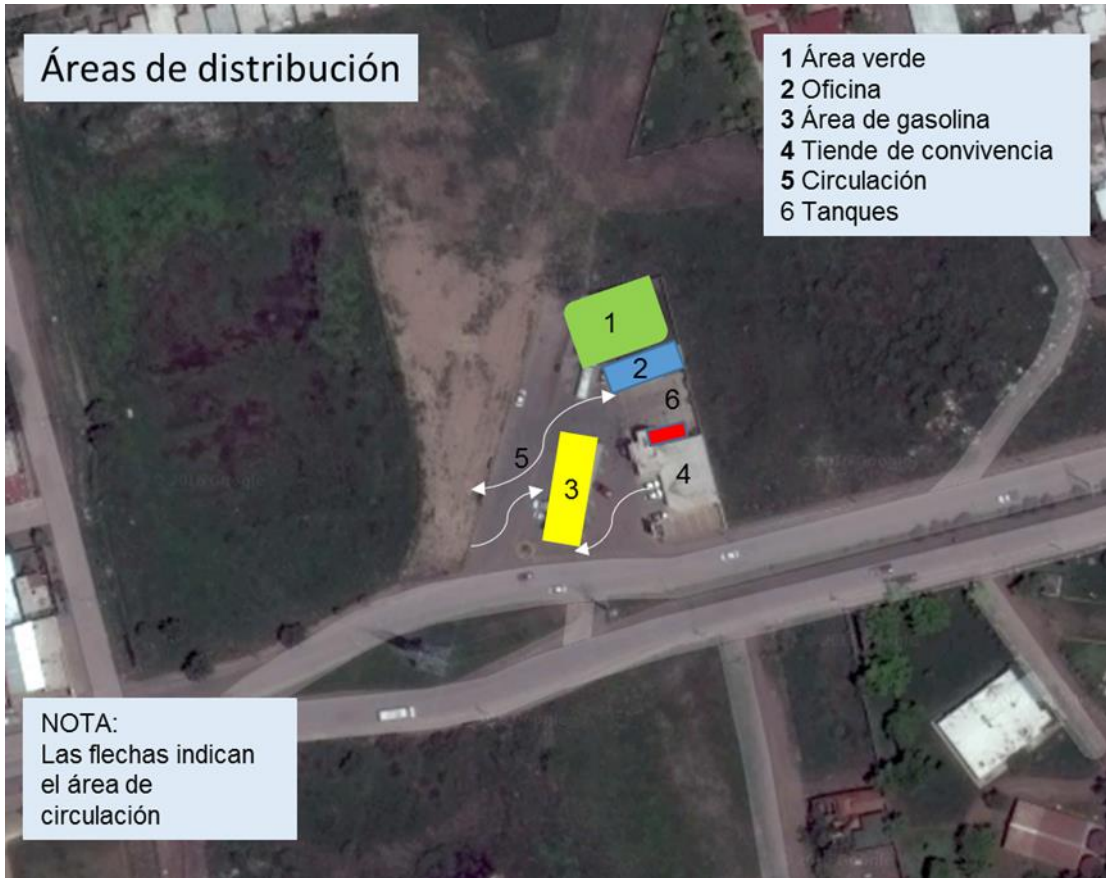 Áreas de distribución
1 Área verde
2 Oficina
3 Área de gasolina
4 Tiende de convivencia
5 Circulación
6 Tanques
1
2
6
5
3
4
NOTA:
Las flechas indican
el área de
circulación